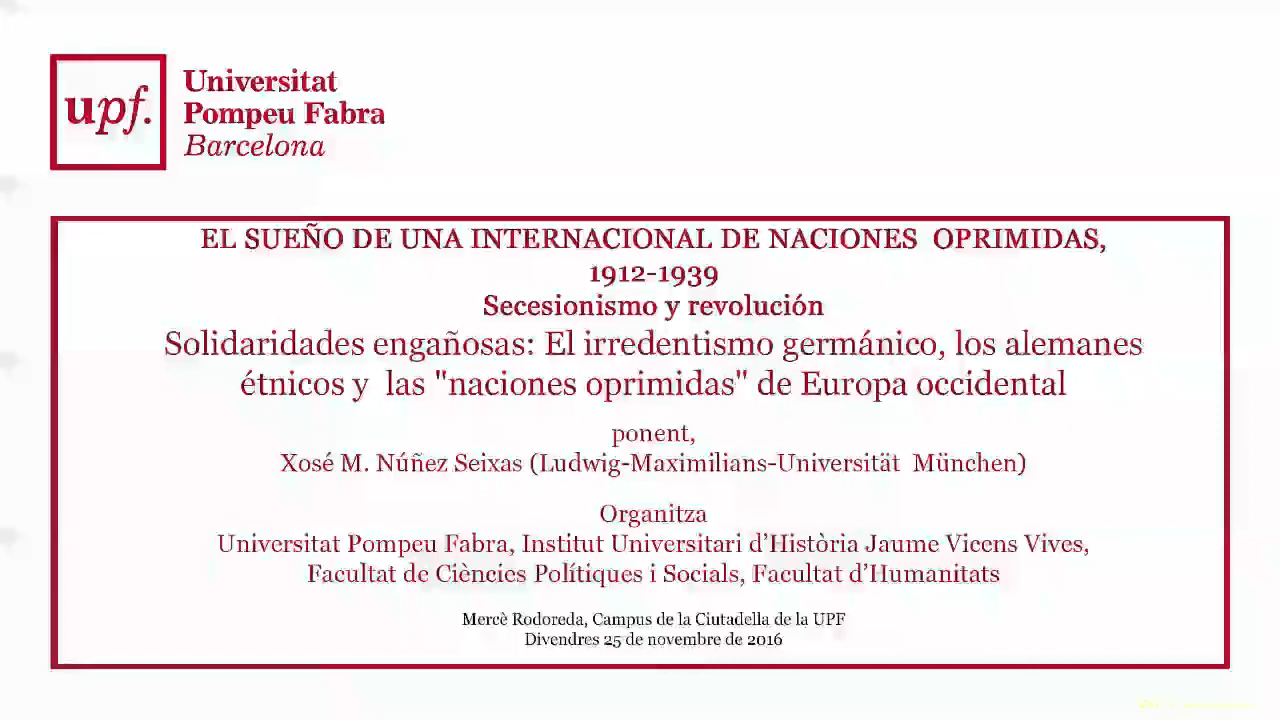 upf.
Universitat
Pompeu Fabra
Barcelona
EL SUEÑO DE UNA INTERNACIONAL DE NACIONES OPRIMIDAS,
1912-1939
Secesionismo y revolución
Solidaridades engañosas: El irredentismo germánico, los alemanes
étnicos y las "naciones oprimidas" de Europa occidental
ponent,
Xosé M. Núñez Seixas (Ludwig-Maximilians-Universität München)
Organitza
Universitat Pompeu Fabra, Institut Universitari d’Història Jaume Vicens Vives,
Facultat de Ciències Polítiques i Socials, Facultat d’Humanitats
Mercè Rodoreda, Campus de la Ciutadella de la UPF
Divendres 25 de novembre de 2016